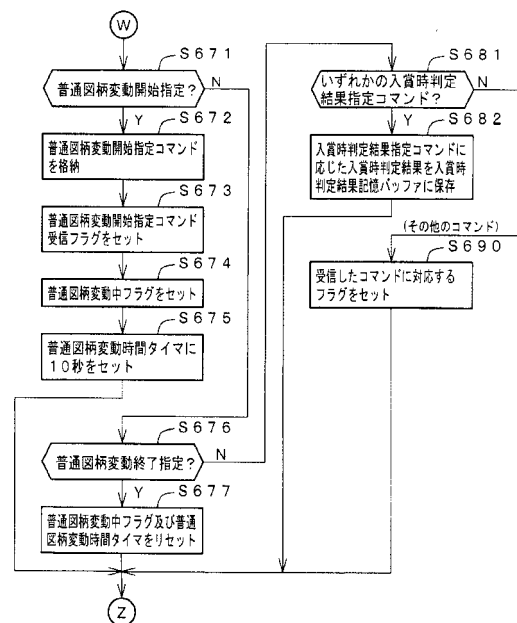 W
S671
普通図柄変動開始指定?
N
Y
S672
普通図柄変動開始指定コマンド
を格納
S673
普通図柄変動開始指定コマンド
受信フラグをセット
S674
普通図柄変動中フラグをセット
S675
普通図柄変動時間タイマに
10秒をセット
S676
普通図柄変動終了指定?
N
Y
S677
普通図柄変動中フラグ及び普通
図柄変動時間タイマをリセット
Z
S681
いずれかの入賞時判定
結果指定コマンド?
N
Y
S682
入賞時判定結果指定コマンドに
応じた入賞時判定結果を入賞時
判定結果記憶バッファに保存
(その他のコマンド)
S690
受信したコマンドに対応する
フラグをセット